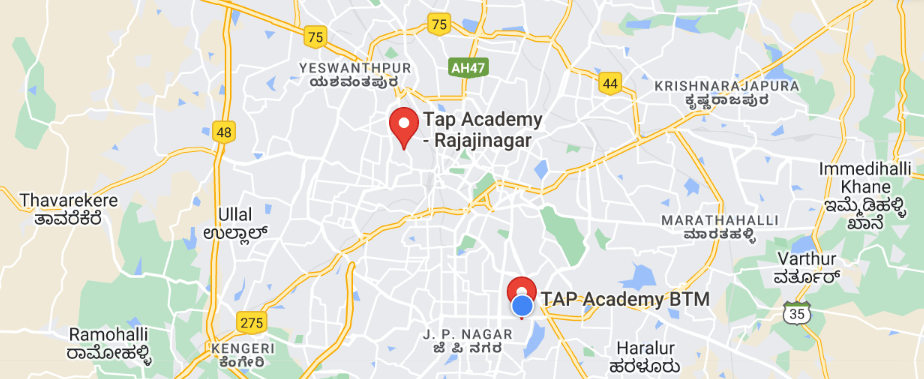 75
75
YESWANTHPUR
ಯಶವಂತಪುರ
AH47
44
KRISHNARAJAPURA
ಕೃಷ್ಣರಾಜಪುರ
Tap Academy
- Rajajinagar
48
Immedihalli
Khane
ಇಮ್ಮೆಡಿಹಳ್ಳಿ
ಖಾನೆ
Thavarekere
ತಾವರೆಕೆರೆ
Ullal
ಉಲ್ಲಾಲ್
MARATHAHALLI
ಮಾರತಹಳ್ಳಿ
Varthur
ವರ್ತೂರ್
TAP Academy BTM
35
275
Ramohalli
ರಾಮೋಹಳ್ಳಿ
KENGERI
ಕೆಂಗೇರಿ
J. P. NAGAR
ಜೆ ಪಿ ನಗರ
Haralur
ಹರಳೂರು